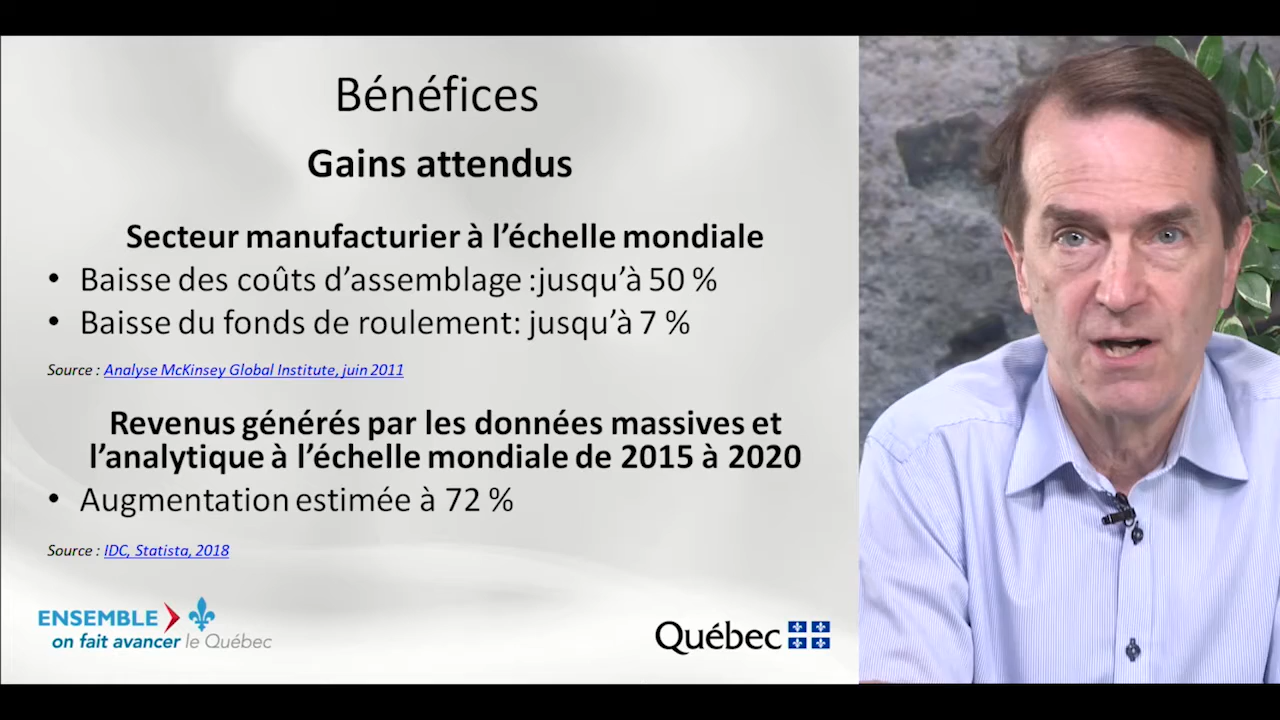 Bénéfices
Gains attendus
Secteur manufacturier à l’échelle mondiale
• Baisse des coûts d’assemblage :jusqu’à 50 %
• Baisse du fonds de roulement: jusqu’à 7 %
Source : Analyse McKinsey Global Institute, juin 2011
Revenus générés par les données massives et
l’analytique à l’échelle mondiale de 2015 à 2020
• Augmentation estimée à 72 %
Source : IDC, Statista, 2018
ENSEMBLE
on fait avancer le Québec
Québec